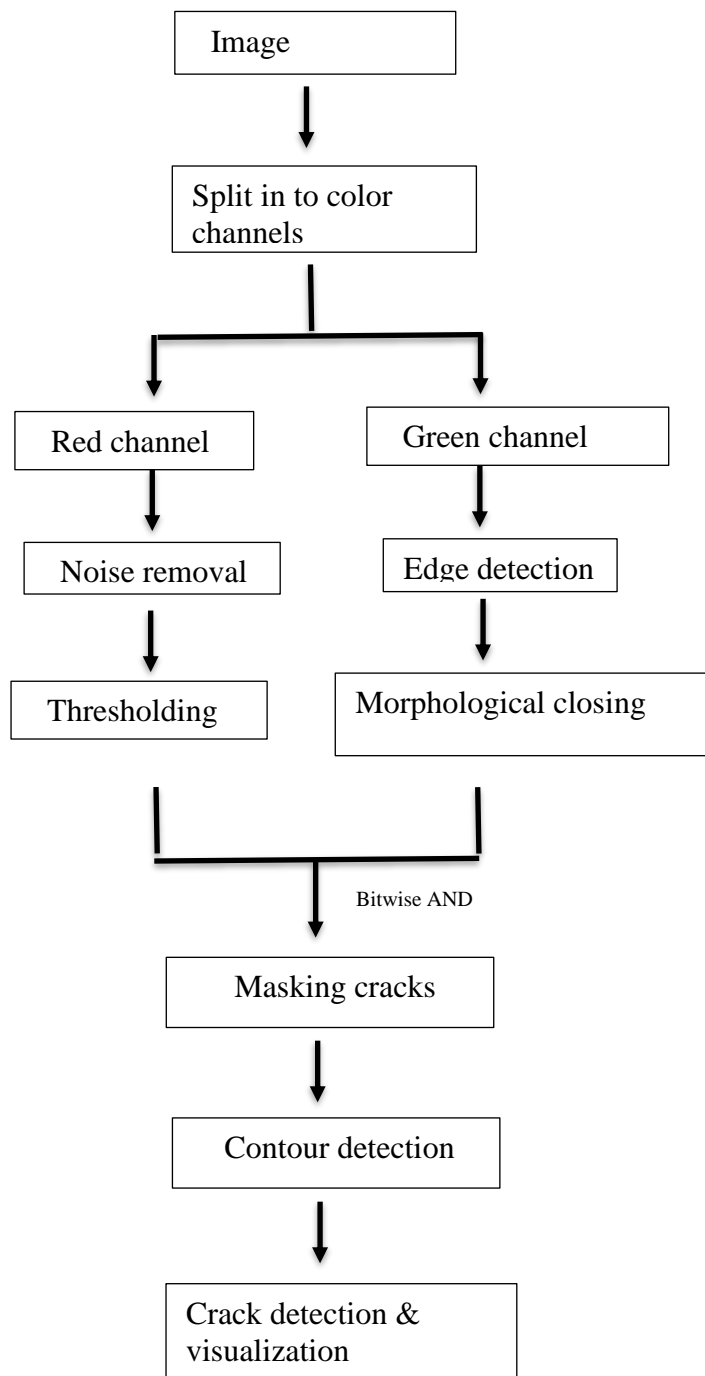 Image
Split in to color
channels
Red channel
Green channel
Noise removal
Edge detection
Thresholding
Morphological closing
Bitwise AND
Masking cracks
Contour detection
Crack detection &
visualization